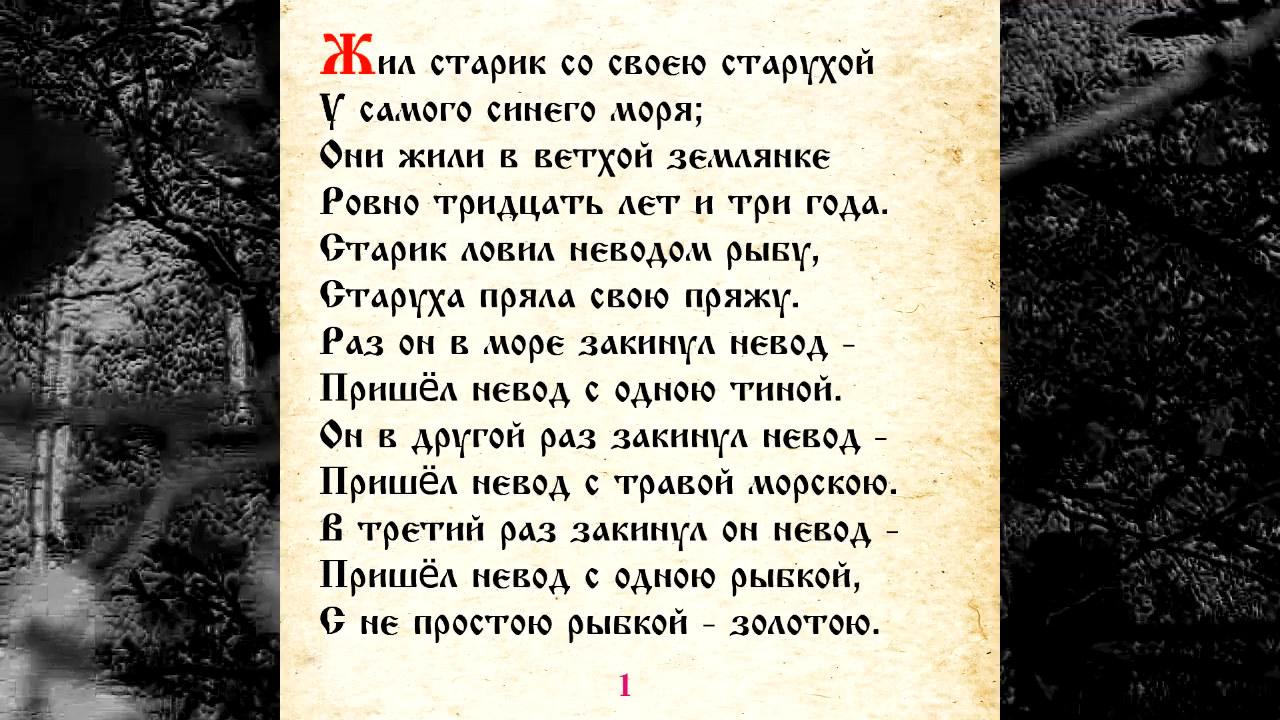 Жил старик со своею старухой
У самого синего моря;
Они жили в ветхой землянке
Ровно тридцать лет и три года.
Старик ловил неводом рыбу,
Старуха пряла свою пряжу.
Раз он в море закинул невод -
Пришёл невод с одною тиной.
Он в другой раз закинул невод -
Пришёл невод с травой морскою.
В третий раз закинул он невод -
Пришёл невод с одною рыбкой,
С не простою рыбкой - золотою.
1